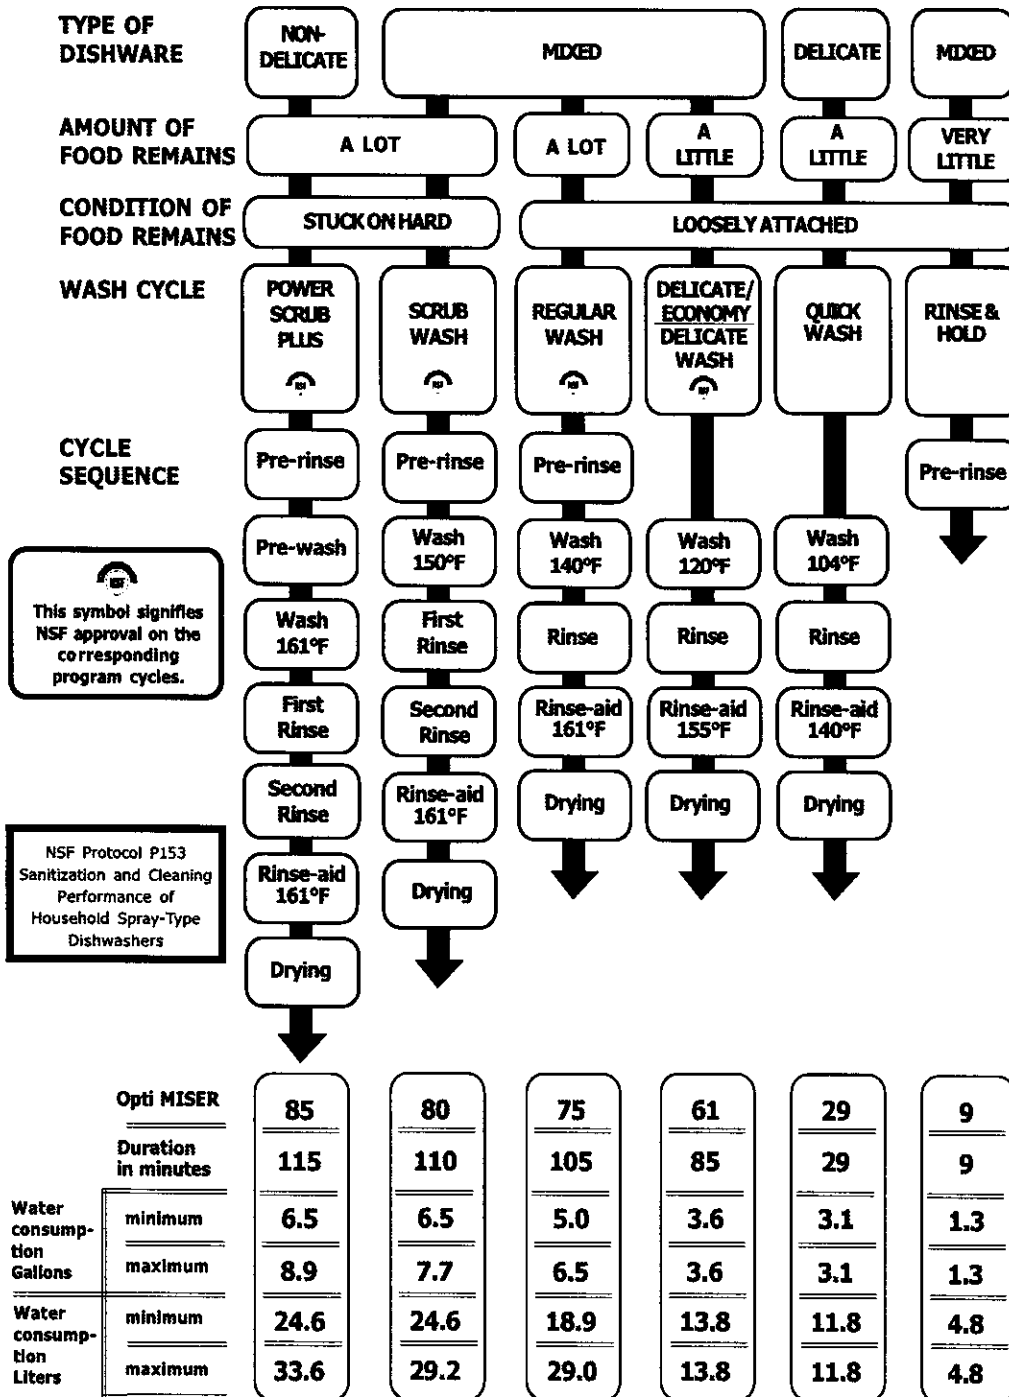 TYPE OF
DISHWARE
NON-
DELICATE
MIXED
DELICATE
MIXED
AMOUNT OF
FOOD REMAINS
A LOT
A LOT
A
LITTLE
A
LITTLE
VERY
LITTLE
CONDITION OF
FOOD REMAINS
STUCK ON HARD
LOOSELY ATTACHED
WASH CYCLE
POWER
SCRUB
PLUS
SCRUB
WASH
REGULAR
WASH
DELICATE/
ECONOMY
DELICATE
WASH
QUICK
WASH
RINSE &
HOLD
CYCLE
SEQUENCE
Pre-rinse
Pre-rinse
Pre-rinse
Pre-rinse
Pre-wash
Wash
150°F
Wash
140°F
Wash
120°F
Wash
104°F
NSF
This symbol signifies
NSF approval on the
corresponding
program cycles.
Wash
161°F
First
Rinse
Rinse
Rinse
Rinse
First
Rinse
Second
Rinse
Rinse-aid
161°F
Rinse-aid
155°F
Rinse-aid
140°F
Second
Rinse
Rinse-aid
161°F
Drying
Drying
Drying
NSF Protocol P153
Sanitization and Cleaning
Performance of
Household Spray-Type
Dishwashers
Rinse-aid
161°F
Drying
Drying
Opti MISER 85 80 75 61 29 9
Duration
in minutes 115 110 105 85 29 9
Water
consump-
tion
Gallons
minimum 6.5 6.5 5.0 3.6 3.1 1.3
maximum 8.9 7.7 6.5 3.6 3.1 1.3
Water
consump-
tion
Liters
minimum 24.6 24.6 18.9 13.8 11.8 4.8
maximum 33.6 29.2 29.0 13.8 11.8 4.8